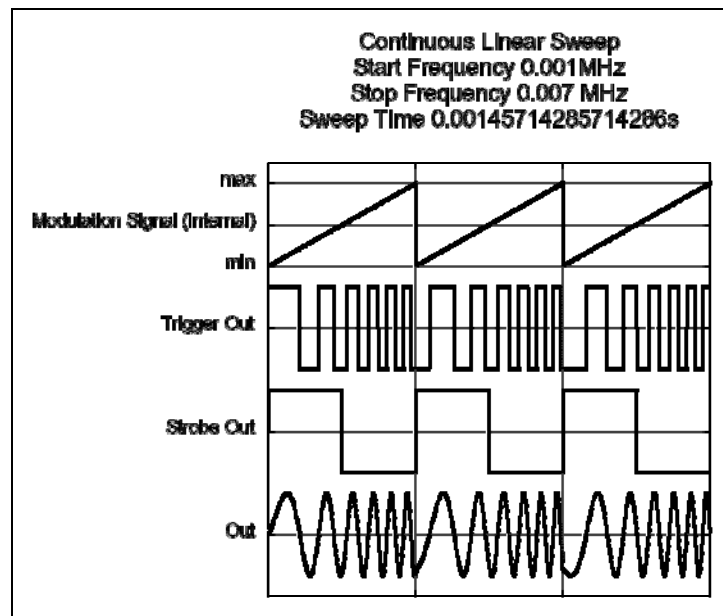 Continuous Linear Sweep
Start Frequency 0.001MHz
Stop Frequency 0.007 MHz
Sweep Time 0.00145714285714286s
max
Modulation Signal (Internal)
min
Trigger Out
Strobe Out
Out